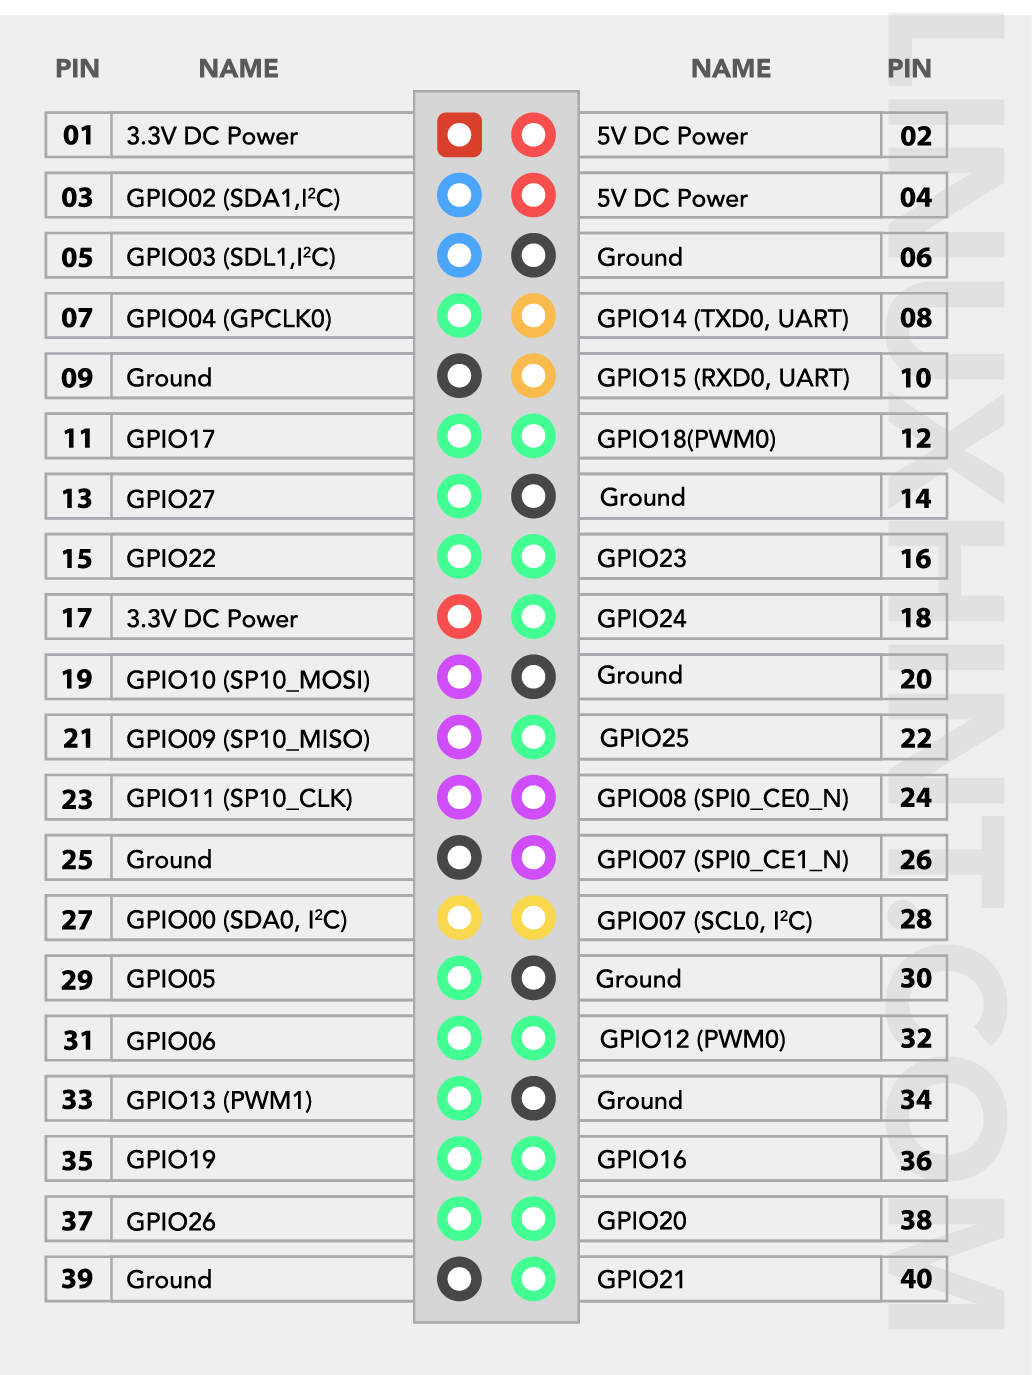 PIN NAME NAME PIN
01 3.3V DC Power 5V DC Power 02
03 GPIO02 (SDA1,I²C) 5V DC Power 04
05 GPIO03 (SDL1,I²C) Ground 06
07 GPIO04 (GPCLK0) GPIO14 (TXD0, UART) 08
09 Ground GPIO15 (RXD0, UART) 10
11 GPIO17 GPIO18(PWM0) 12
13 GPIO27 Ground 14
15 GPIO22 GPIO23 16
17 3.3V DC Power GPIO24 18
19 GPIO10 (SP10_MOSI) Ground 20
21 GPIO09 (SP10_MISO) GPIO25 22
23 GPIO11 (SP10_CLK) GPIO08 (SPI0_CE0_N) 24
25 Ground GPIO07 (SPI0_CE1_N) 26
27 GPIO00 (SDA0, I²C) GPIO07 (SCL0, I²C) 28
29 GPIO05 Ground 30
31 GPIO06 GPIO12 (PWM0) 32
33 GPIO13 (PWM1) Ground 34
35 GPIO19 GPIO16 36
37 GPIO26 GPIO20 38
39 Ground GPIO21 40
LINUXHINT.COM